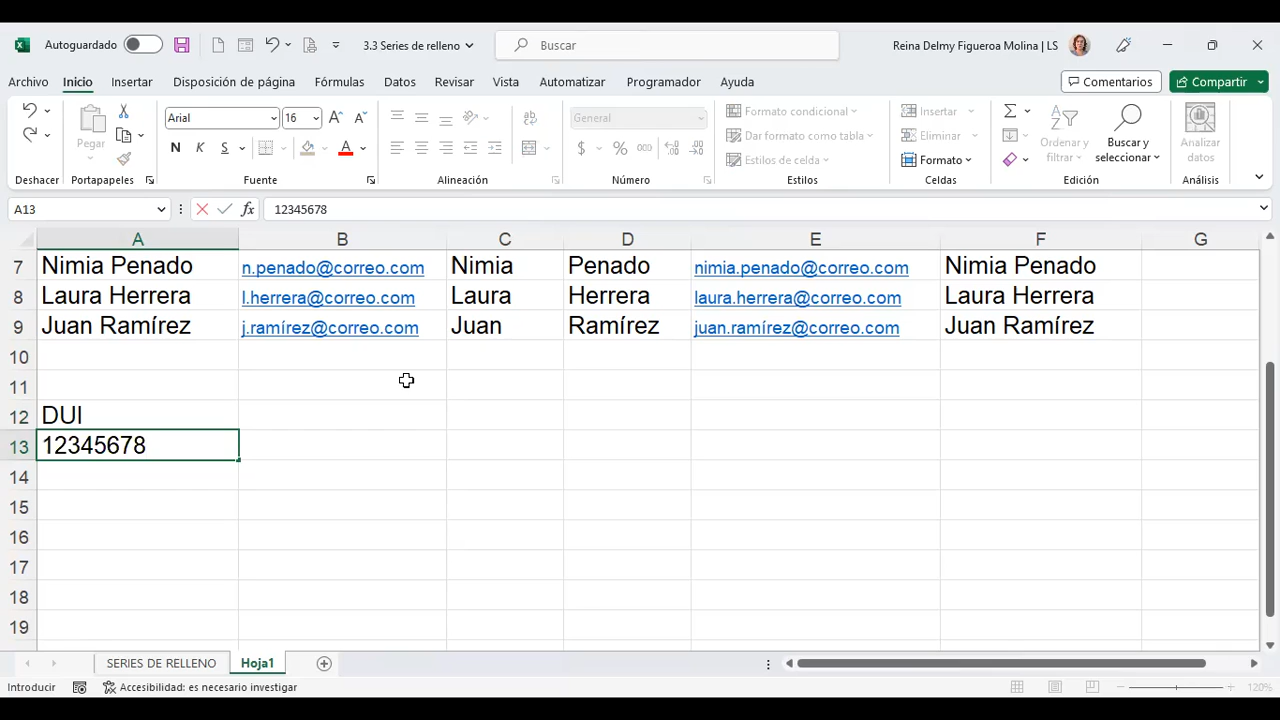 Autoguardado
3.3 Series de relleno
Buscar
Reina Delmy Figueroa Molina | LS
Archivo Inicio Insertar Disposición de página Fórmulas Datos Revisar Vista Automatizar Programador Ayuda Comentarios Compartir
Pegar
Arial 16
N K S
General
$ % 000
Formato condicional
Dar formato como tabla
Estilos de celda
Insertar
Eliminar
Formato
Ordenar y filtrar
Buscar y seleccionar
Analizar datos
Deshacer Portapapeles Fuente Alineación Número Estilos Celdas Edición Análisis
A13 fx 12345678
A B C D E F G
7 Nimia Penado n.penado@correo.com Nimia Penado nimia.penado@correo.com Nimia Penado
8 Laura Herrera l.herrera@correo.com Laura Herrera laura.herrera@correo.com Laura Herrera
9 Juan Ramírez j.ramírez@correo.com Juan Ramírez juan.ramírez@correo.com Juan Ramírez
10
11
12 DUI
13 12345678
14
15
16
17
18
19
SERIES DE RELLENO Hoja1
Introducir Accesibilidad: es necesario investigar 120%